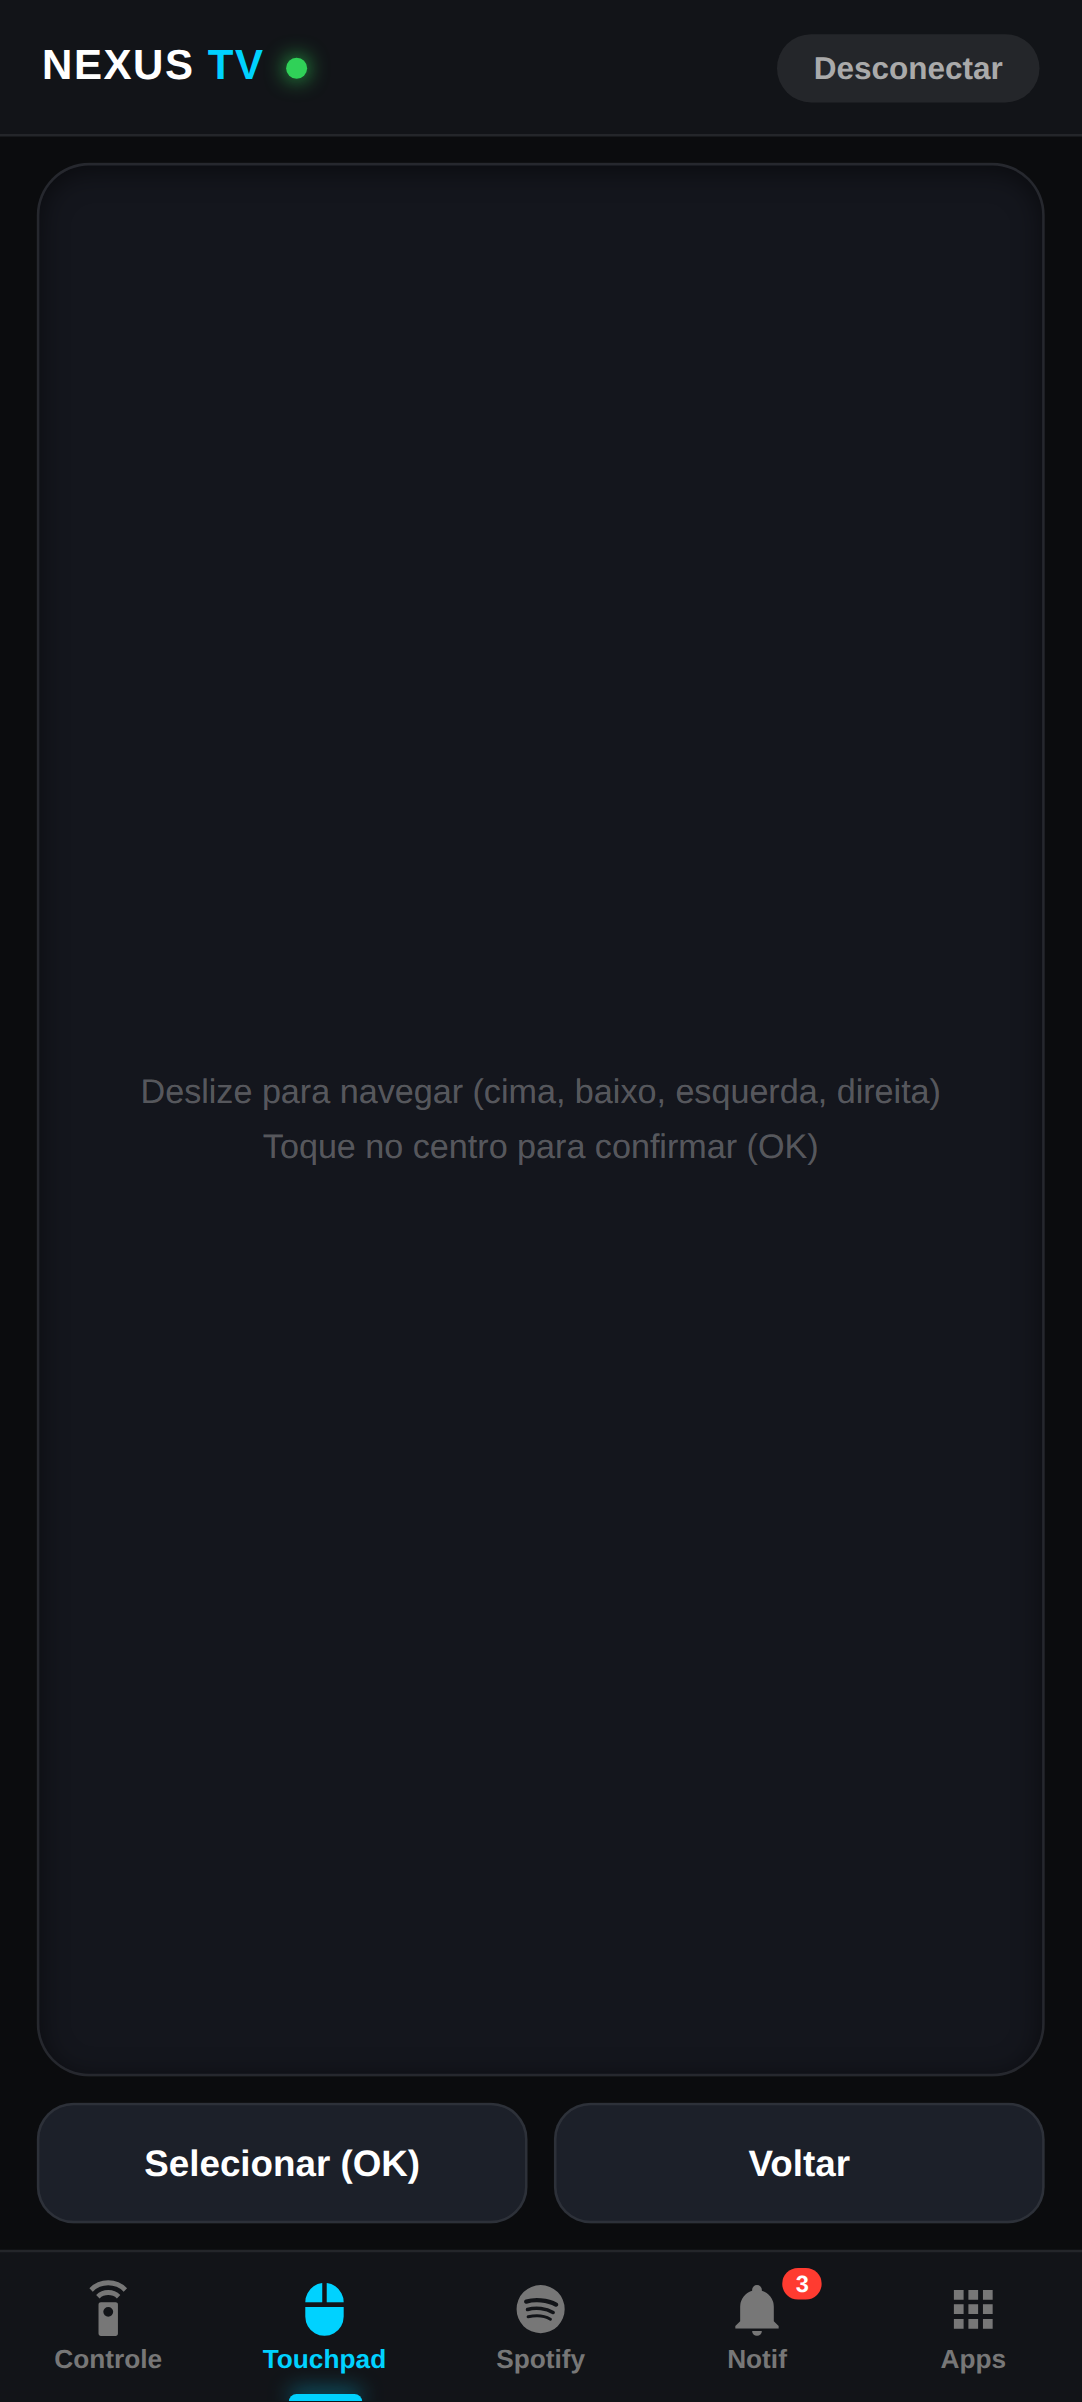 NEXUS TV
Desconectar
Deslize para navegar (cima, baixo, esquerda, direita)
Toque no centro para confirmar (OK)
Selecionar (OK)
Voltar
3
Controle
Touchpad
Spotify
Notif
Apps